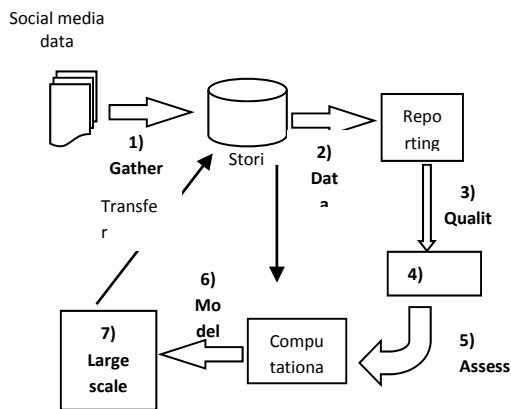 Social media
data
1)
Gather
Stori
2)
Dat
a
Repo
rting
3)
Qualit
Transfe
r
4)
5)
Assess
6)
Mo
del
7)
Large
scale
Compu
tationa